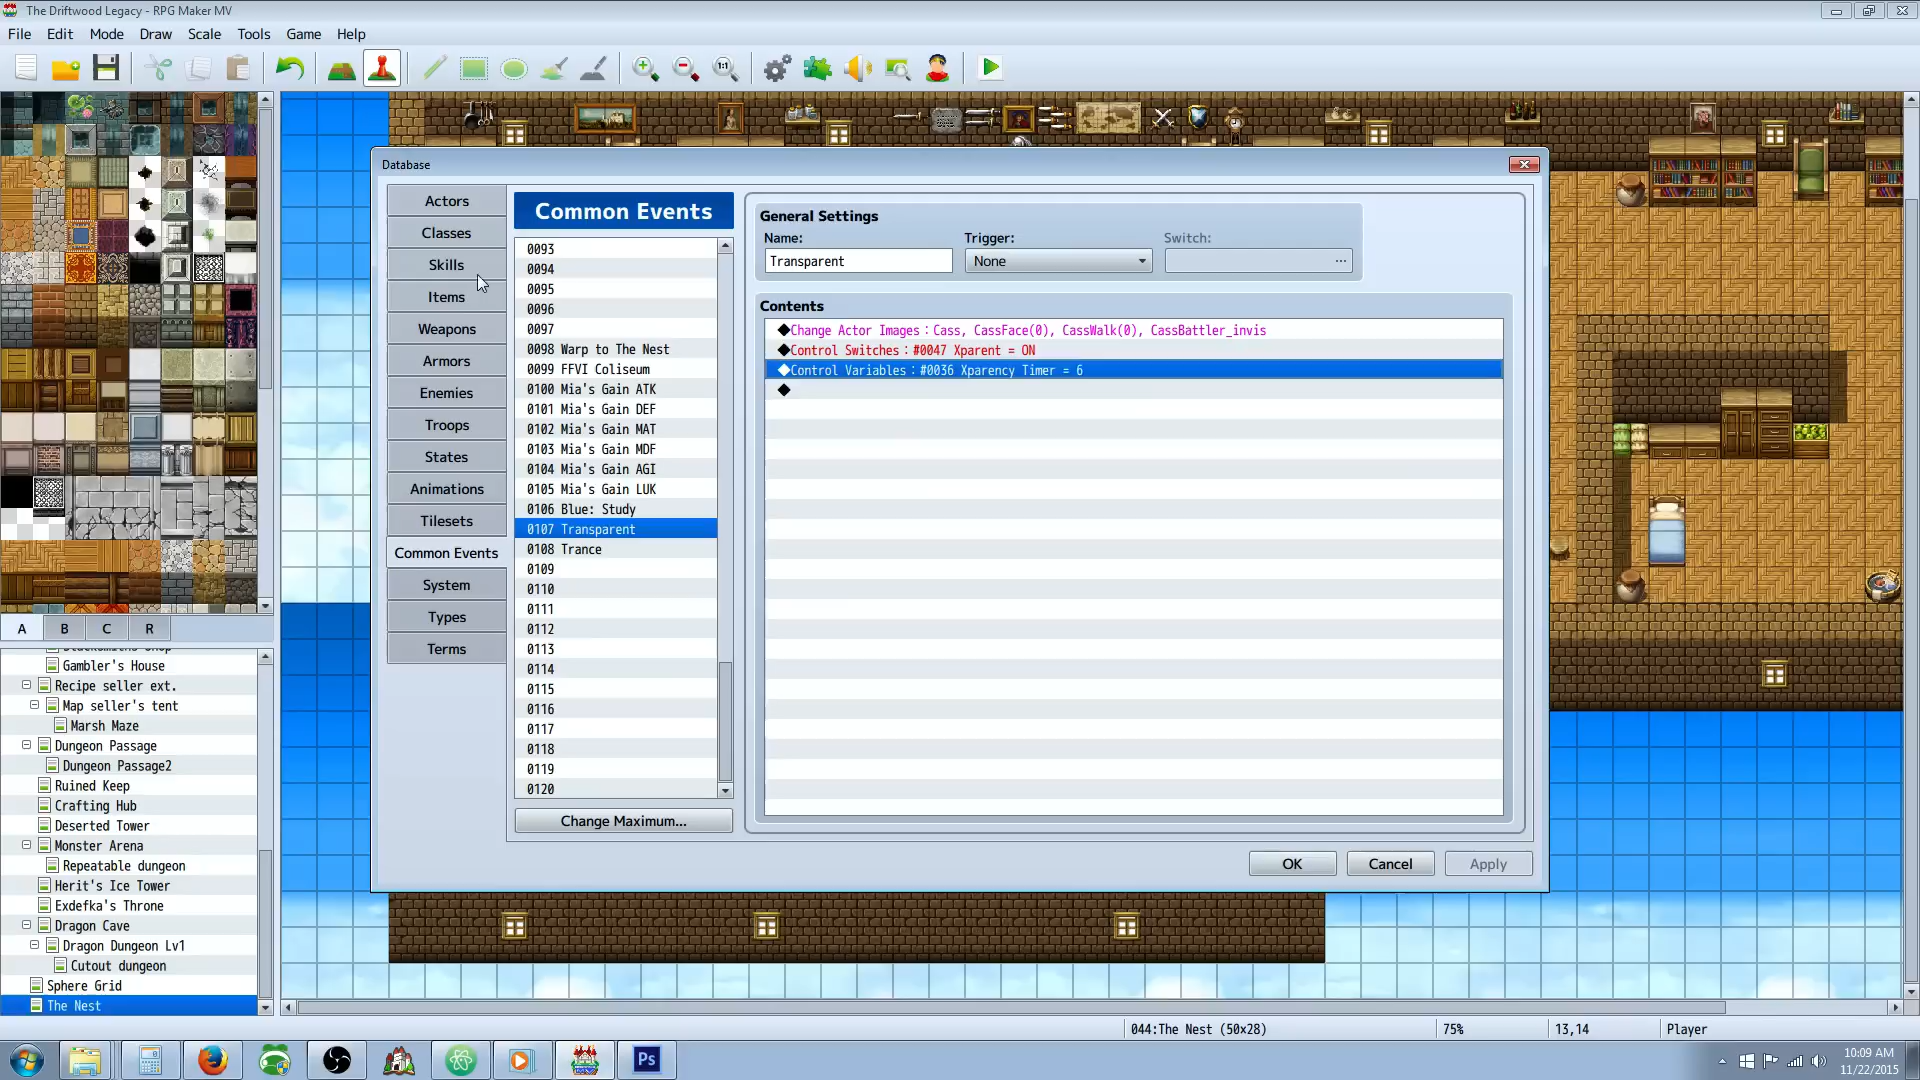 The Driftwood Legacy - RPG Maker MV
File Edit Mode Draw Scale Tools Game Help
1:1
Database
Actors
Classes
Skills
Items
Weapons
Armors
Enemies
Troops
States
Animations
Tilesets
Common Events
System
Types
Terms
Common Events
0093
0094
0095
0096
0097
0098 Warp to The Nest
0099 FFVI Coliseum
0100 Mia's Gain ATK
0101 Mia's Gain DEF
0102 Mia's Gain MAT
0103 Mia's Gain MDF
0104 Mia's Gain AGI
0105 Mia's Gain LUK
0106 Blue: Study
0107 Transparent
0108 Trance
0109
0110
0111
0112
0113
0114
0115
0116
0117
0118
0119
0120
Change Maximum...
General Settings
Name: Trigger: Switch:
Transparent None ...
Contents
◆Change Actor Images : Cass, CassFace(0), CassWalk(0), CassBattler_invis
◆Control Switches : #0047 Xparent = ON
◆Control Variables : #0036 Xparency Timer = 6
◆
OK Cancel Apply
A B C R
Gambler's House
Recipe seller ext.
Map seller's tent
Marsh Maze
Dungeon Passage
Dungeon Passage2
Ruined Keep
Crafting Hub
Deserted Tower
Monster Arena
Repeatable dungeon
Herit's Ice Tower
Exdefka's Throne
Dragon Cave
Dragon Dungeon Lv1
Cutout dungeon
Sphere Grid
The Nest
044:The Nest (50x28) 75% 13,14 Player
Ps
10:09 AM
11/22/2015